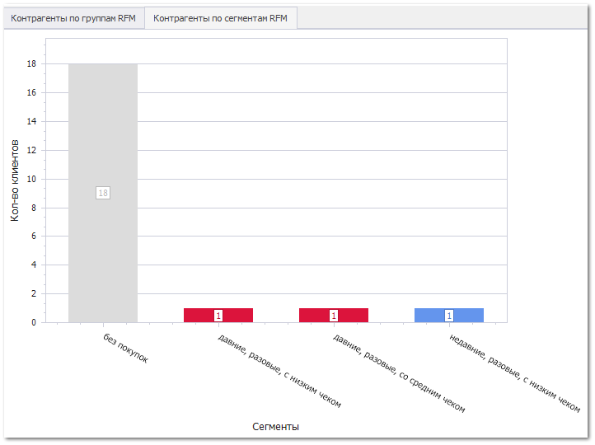 Контрагенты по группам RFM
Контрагенты по сегментам RFM
Кол-во клиентов
18
16
14
12
10
8
6
4
2
0
18
1
1
1
без покупок
давние, разовые, с низким чеком
давние, разовые, со средним чеком
недавние, разовые, с низким чеком
Сегменты